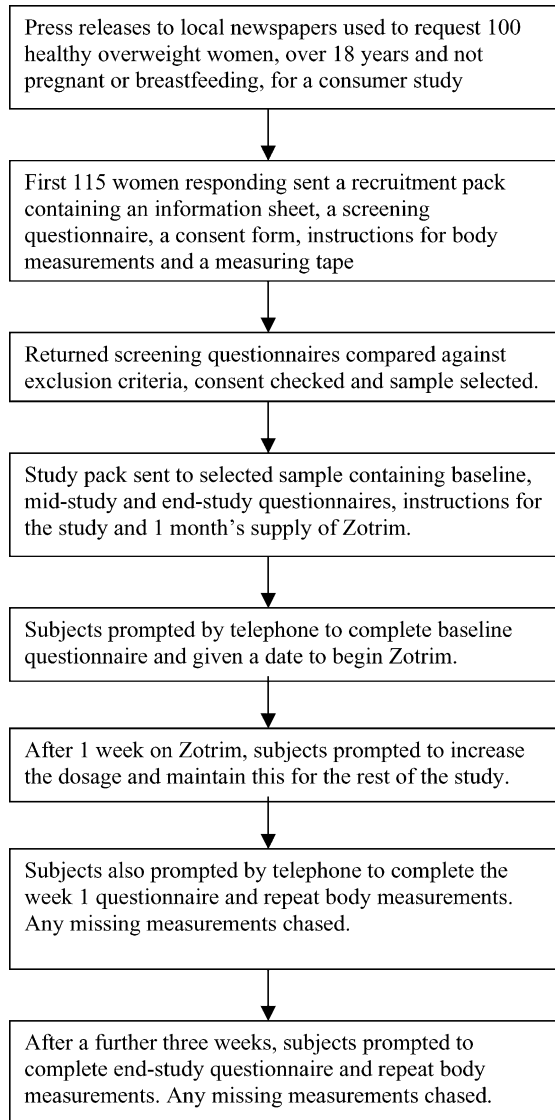 Press releases to local newspapers used to request 100
healthy overweight women, over 18 years and not
pregnant or breastfeeding, for a consumer study
First 115 women responding sent a recruitment pack
containing an information sheet, a screening
questionnaire, a consent form, instructions for body
measurements and a measuring tape
Returned screening questionnaires compared against
exclusion criteria, consent checked and sample selected.
Study pack sent to selected sample containing baseline,
mid-study and end-study questionnaires, instructions for
the study and 1 month's supply of Zotrim.
Subjects prompted by telephone to complete baseline
questionnaire and given a date to begin Zotrim.
After 1 week on Zotrim, subjects prompted to increase
the dosage and maintain this for the rest of the study.
Subjects also prompted by telephone to complete the
week 1 questionnaire and repeat body measurements.
Any missing measurements chased.
After a further three weeks, subjects prompted to
complete end-study questionnaire and repeat body
measurements. Any missing measurements chased.